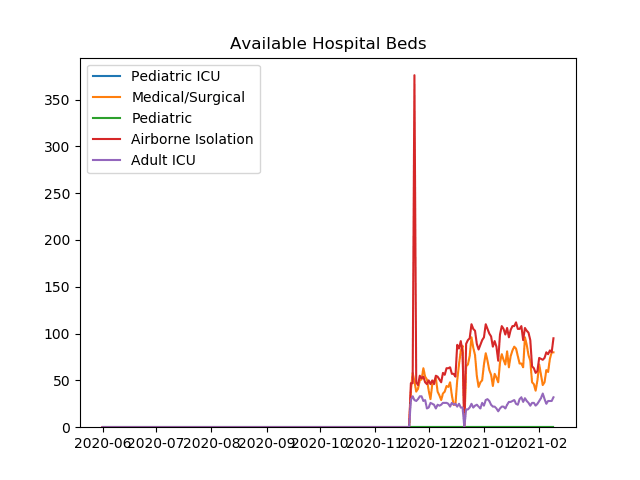 Available Hospital Beds
Pediatric ICU
Medical/Surgical
Pediatric
Airborne Isolation
Adult ICU
350
300
250
200
150
100
50
0
2020-06 2020-07 2020-08 2020-09 2020-10 2020-11 2020-12 2021-01 2021-02